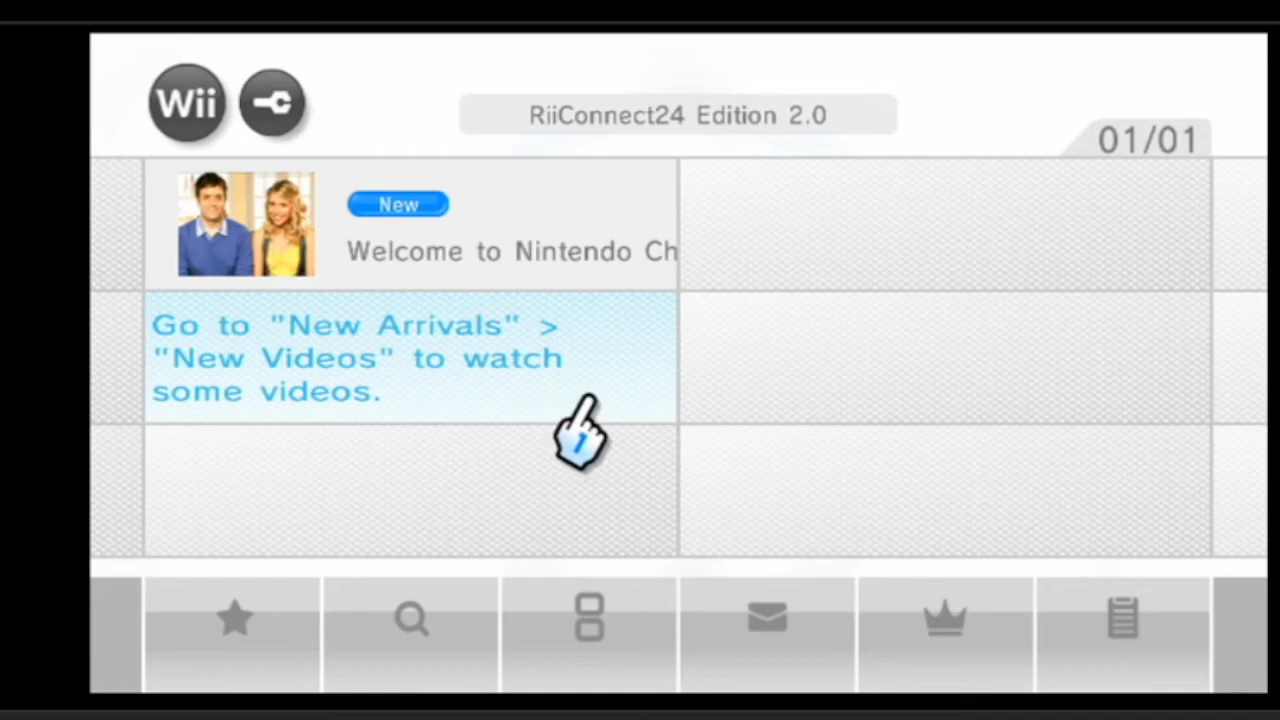 Wii
RiiConnect24 Edition 2.0
01/01
New
Welcome to Nintendo Ch
Go to "New Arrivals" >
"New Videos" to watch
some videos.
1